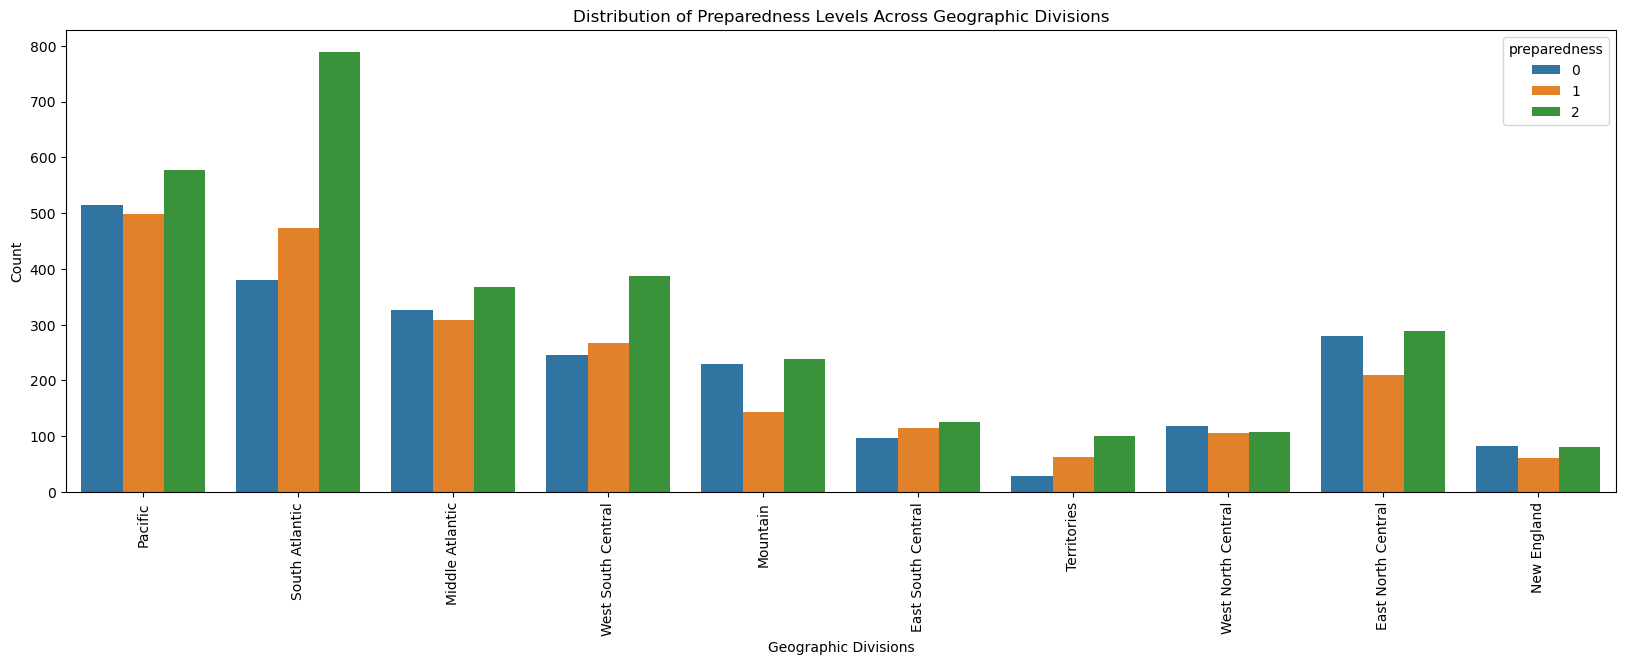 Distribution of Preparedness Levels Across Geographic Divisions
preparedness
0
1
2
Count
800
700
600
500
400
300
200
100
0
Pacific
South Atlantic
Middle Atlantic
West South Central
Mountain
East South Central
Territories
West North Central
East North Central
New England
Geographic Divisions